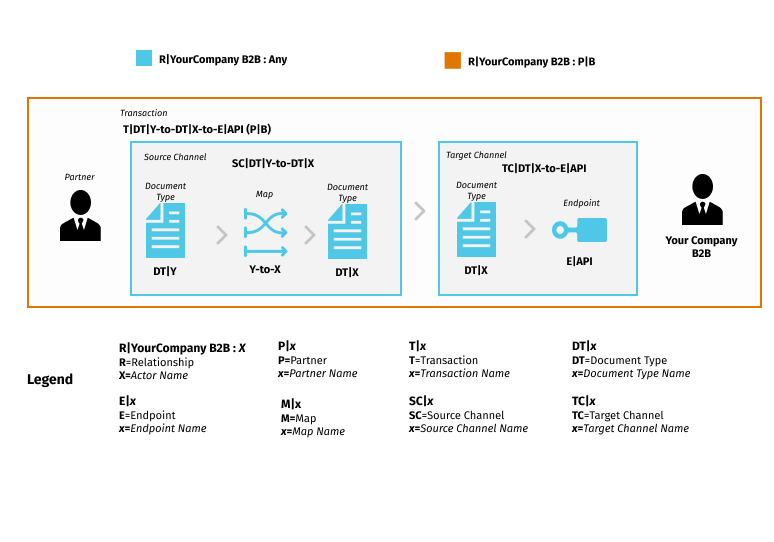 R|YourCompany B2B : Any
R|YourCompany B2B : P|B
Transaction
T|DT|Y-to-DT|X-to-E|API (P|B)
Partner
Source Channel
SC|DT|Y-to-DT|X
Document
Type
DT|Y
Map
Y-to-X
Document
Type
DT|X
Target Channel
TC|DT|X-to-E|API
Document
Type
DT|X
Endpoint
E|API
Your Company
B2B
Legend
R|YourCompany B2B : X
R=Relationship
X=Actor Name
P|x
P=Partner
x=Partner Name
T|x
T=Transaction
x=Transaction Name
DT|x
DT=Document Type
x=Document Type Name
E|x
E=Endpoint
x=Endpoint Name
M|x
M=Map
x=Map Name
SC|x
SC=Source Channel
x=Source Channel Name
TC|x
TC=Target Channel
x=Target Channel Name